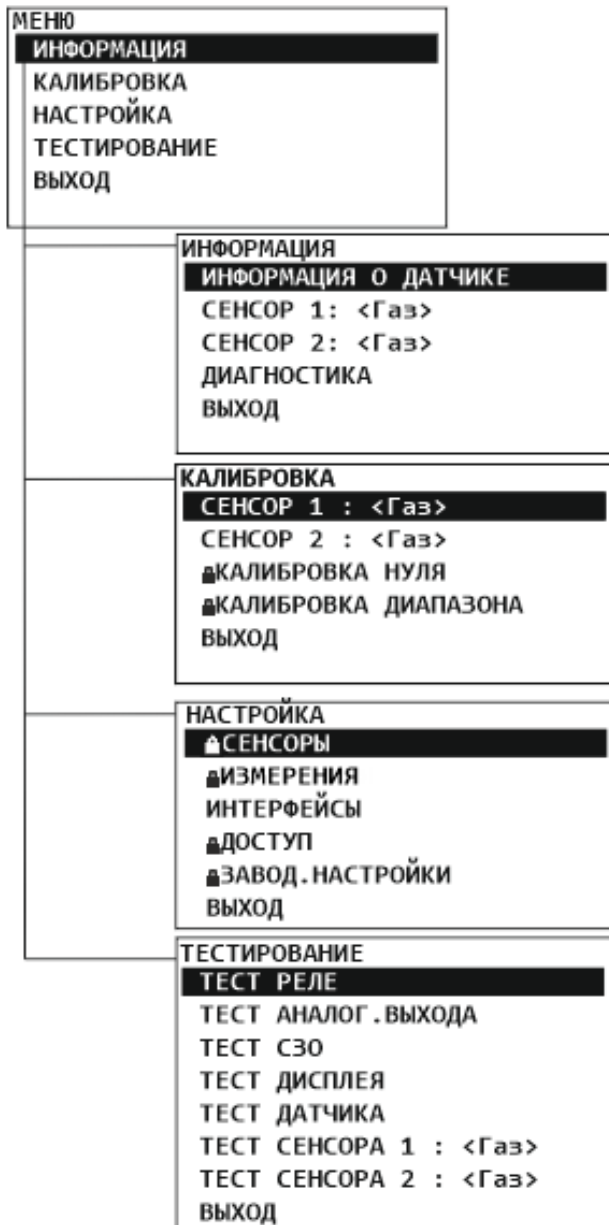 МЕНЮ
ИНФОРМАЦИЯ
КАЛИБРОВКА
НАСТРОЙКА
ТЕСТИРОВАНИЕ
ВЫХОД
ИНФОРМАЦИЯ
ИНФОРМАЦИЯ О ДАТЧИКЕ
СЕНСОР 1: <Газ>
СЕНСОР 2: <Газ>
ДИАГНОСТИКА
ВЫХОД
КАЛИБРОВКА
СЕНСОР 1 : <Газ>
СЕНСОР 2 : <Газ>
КАЛИБРОВКА НУЛЯ
КАЛИБРОВКА ДИАПАЗОНА
ВЫХОД
НАСТРОЙКА
СЕНСОРЫ
ИЗМЕРЕНИЯ
ИНТЕРФЕЙСЫ
ДОСТУП
ЗАВОД.НАСТРОЙКИ
ВЫХОД
ТЕСТИРОВАНИЕ
ТЕСТ РЕЛЕ
ТЕСТ АНАЛОГ.ВЫХОДА
ТЕСТ СЗО
ТЕСТ ДИСПЛЕЯ
ТЕСТ ДАТЧИКА
ТЕСТ СЕНСОРА 1 : <Газ>
ТЕСТ СЕНСОРА 2 : <Газ>
ВЫХОД